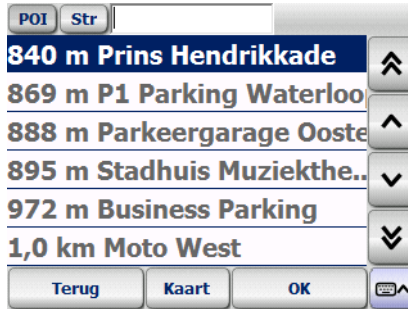 POI Str
840 m Prins Hendrikkade
869 m P1 Parking Waterloo
888 m Parkeergarage Ooste
895 m Stadhuis Muziekthe..
972 m Business Parking
1,0 km Moto West
Terug Kaart OK